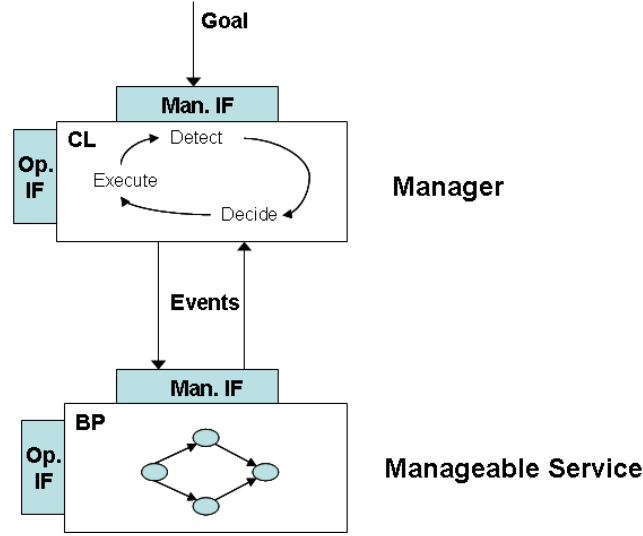 Goal
Man. IF
CL
Detect
Op.
IF
Execute
Decide
Manager
Events
Man. IF
BP
Op.
IF
Manageable Service